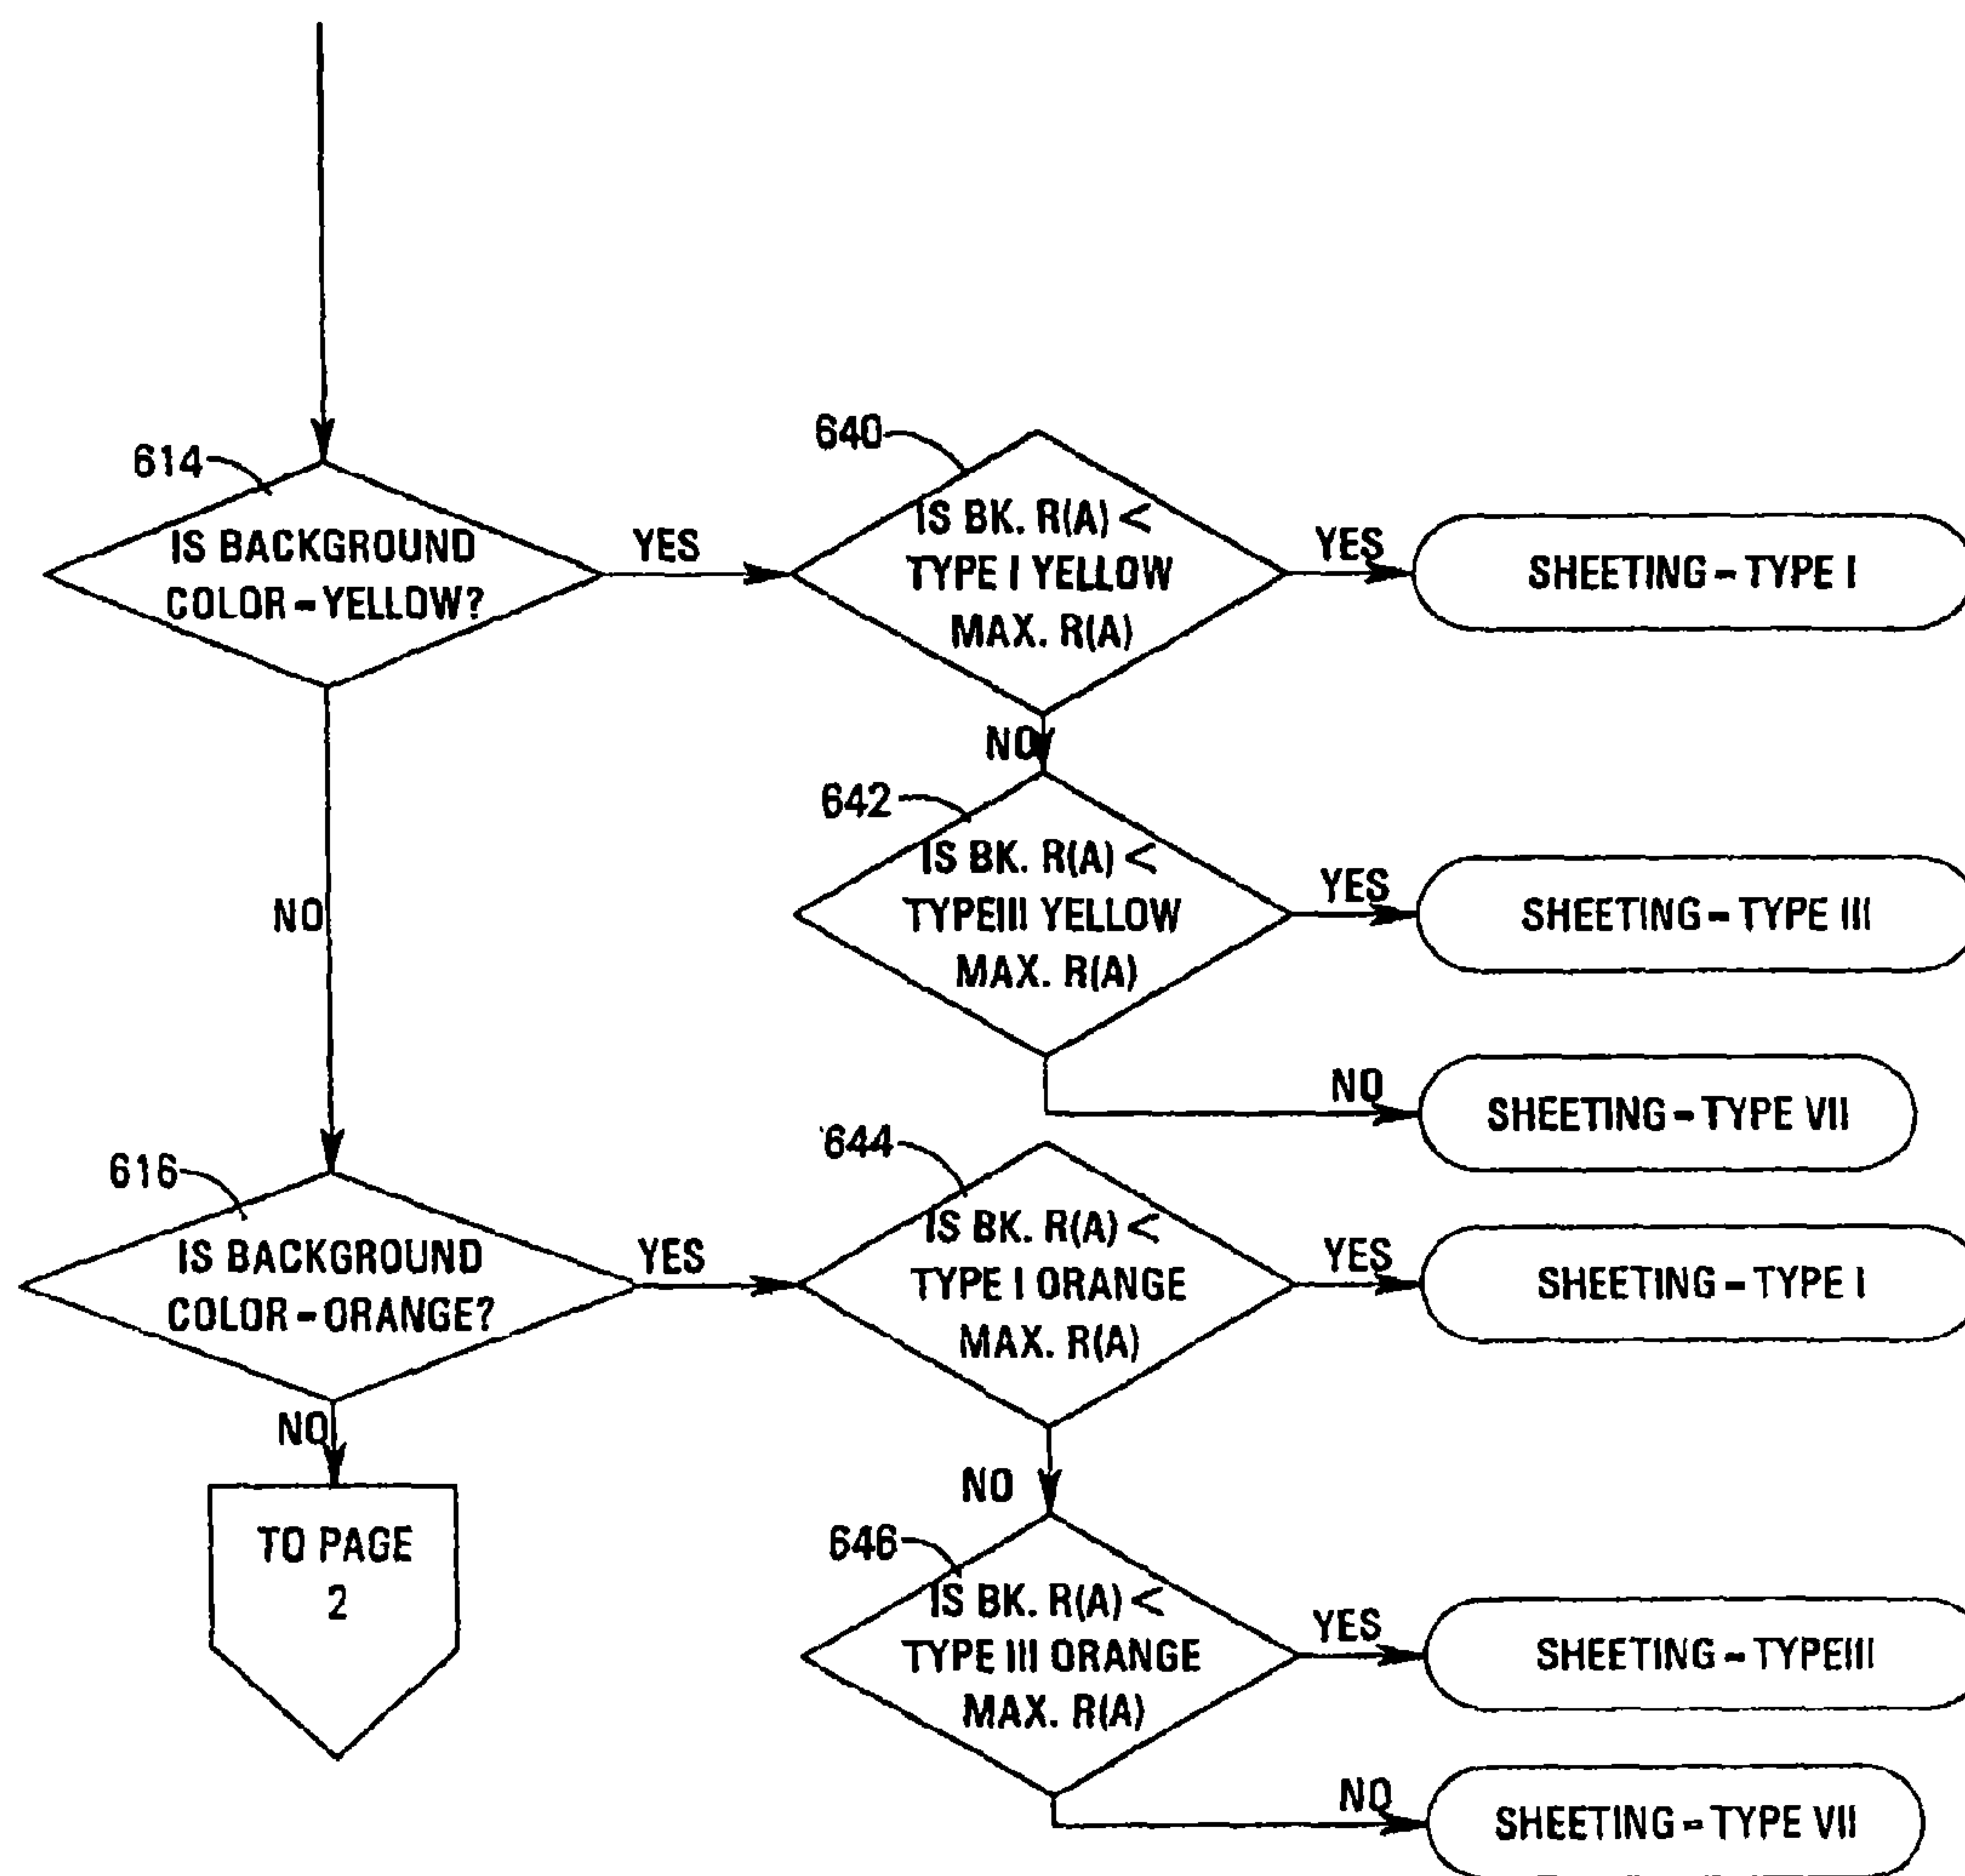 614
IS BACKGROUND
COLOR - YELLOW?
YES
640
IS BK. R(A) <
TYPE I YELLOW
MAX. R(A)
YES
SHEETING - TYPE I
NO
642
IS BK. R(A) <
TYPEIII YELLOW
MAX. R(A)
YES
SHEETING - TYPE III
NO
SHEETING - TYPE VII
NO
616
IS BACKGROUND
COLOR - ORANGE?
YES
644
IS BK. R(A) <
TYPE I ORANGE
MAX. R(A)
YES
SHEETING - TYPE I
NO
TO PAGE
2
NO
646
IS BK. R(A) <
TYPE III ORANGE
MAX. R(A)
YES
SHEETING - TYPEIII
NO
SHEETING - TYPE VII